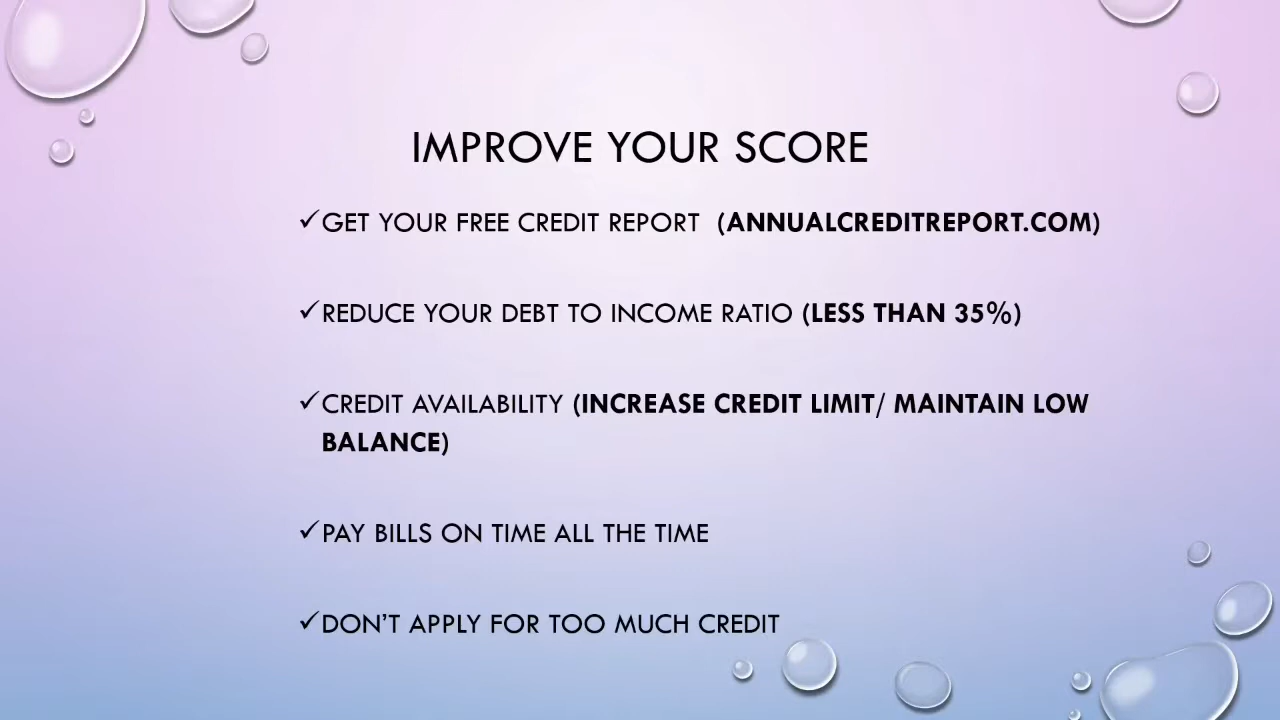 IMPROVE YOUR SCORE
✓GET YOUR FREE CREDIT REPORT (ANNUALCREDITREPORT.COM)
✓REDUCE YOUR DEBT TO INCOME RATIO (LESS THAN 35%)
✓CREDIT AVAILABILITY (INCREASE CREDIT LIMIT/ MAINTAIN LOW
BALANCE)
✓PAY BILLS ON TIME ALL THE TIME
✓DON’T APPLY FOR TOO MUCH CREDIT